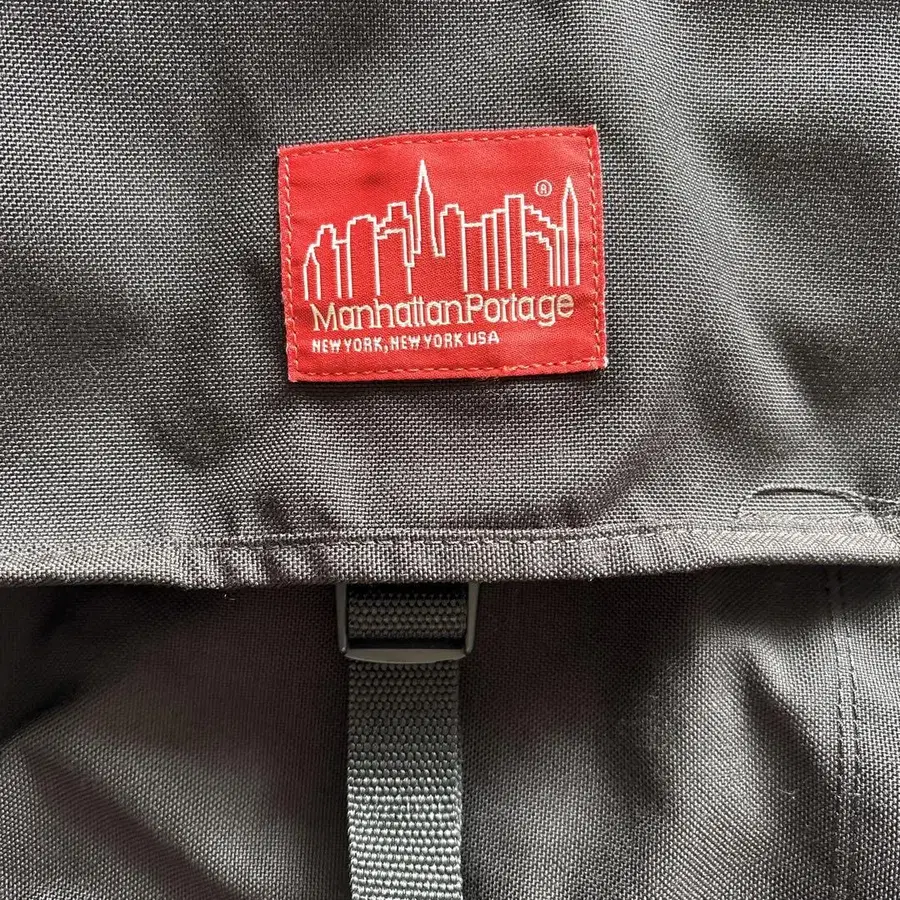 ®
ManhattanPortage
NEW YORK, NEW YORK USA